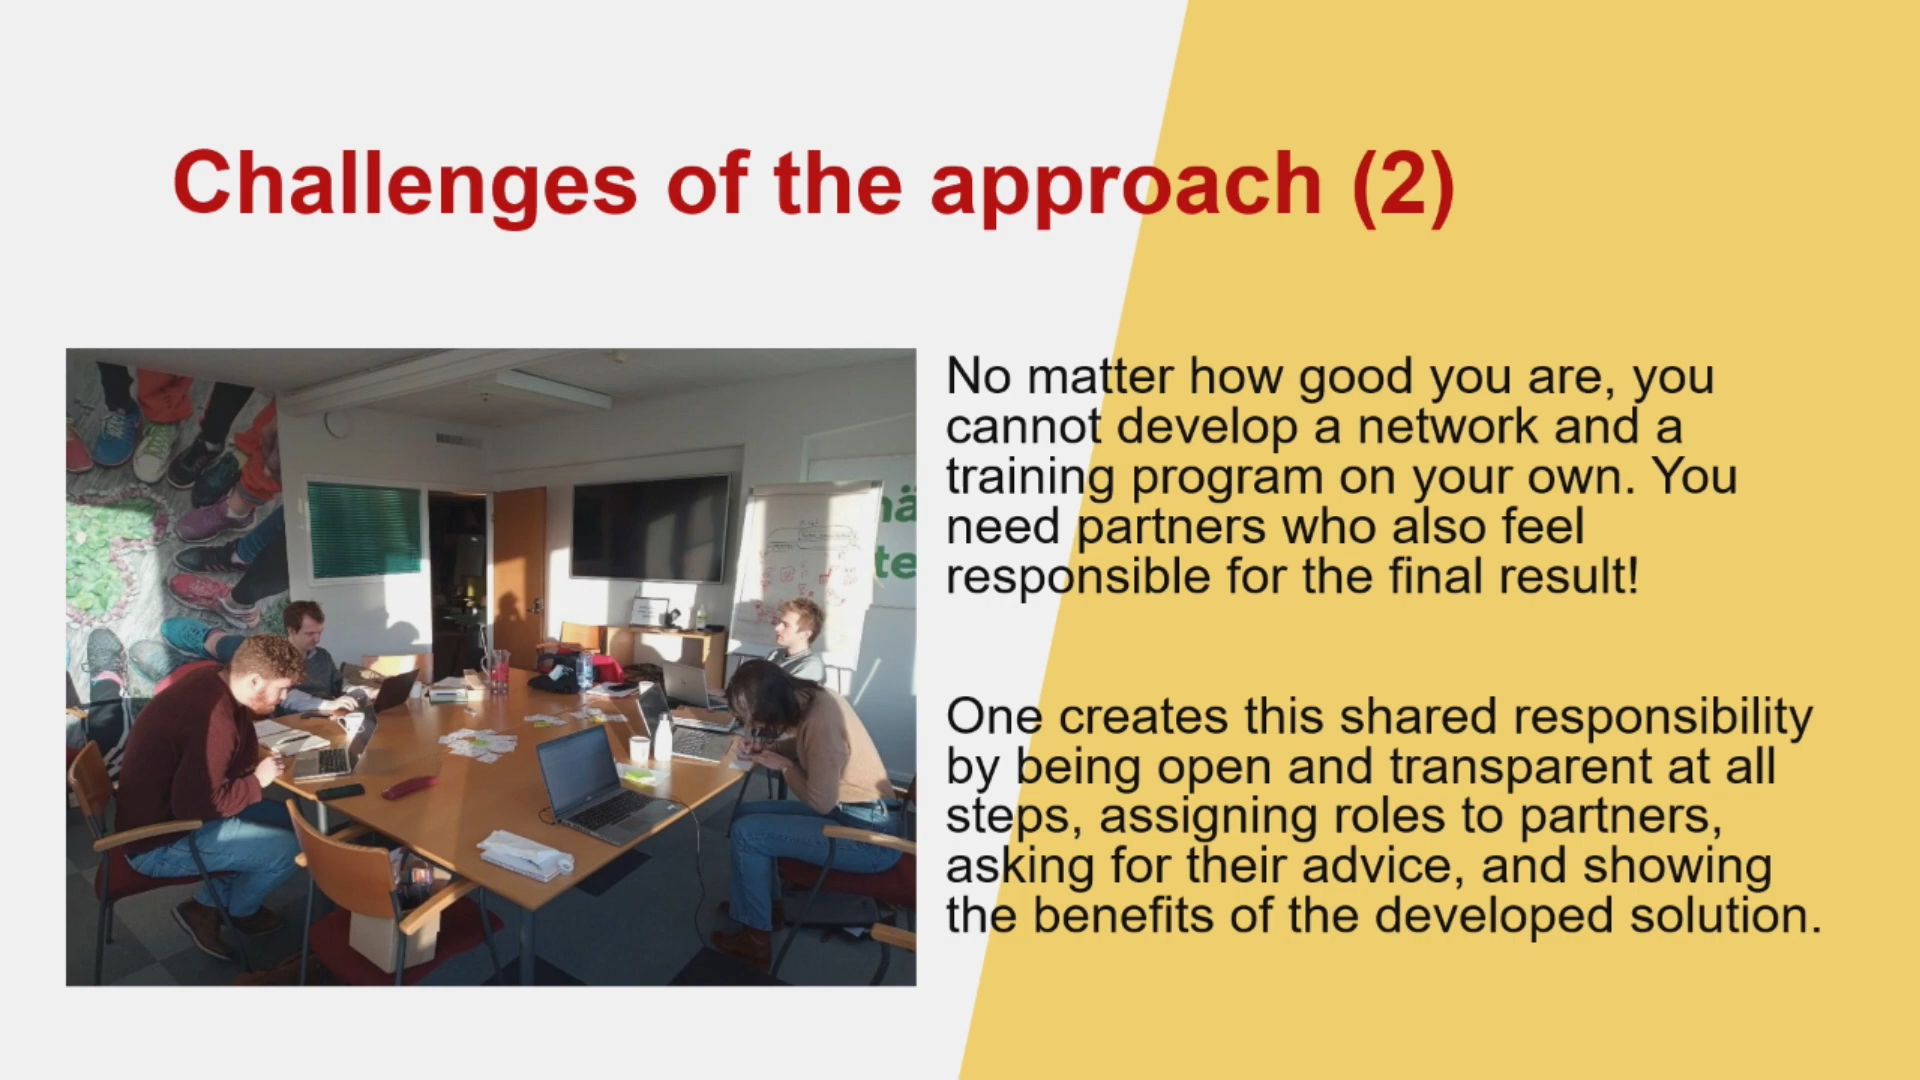 Challenges of the approach (2)
No matter how good you are, you
cannot develop a network and a
training program on your own. You
need partners who also feel
responsible for the final result!
One creates this shared responsibility
by being open and transparent at all
steps, assigning roles to partners,
asking for their advice, and showing
the benefits of the developed solution.
nä
te